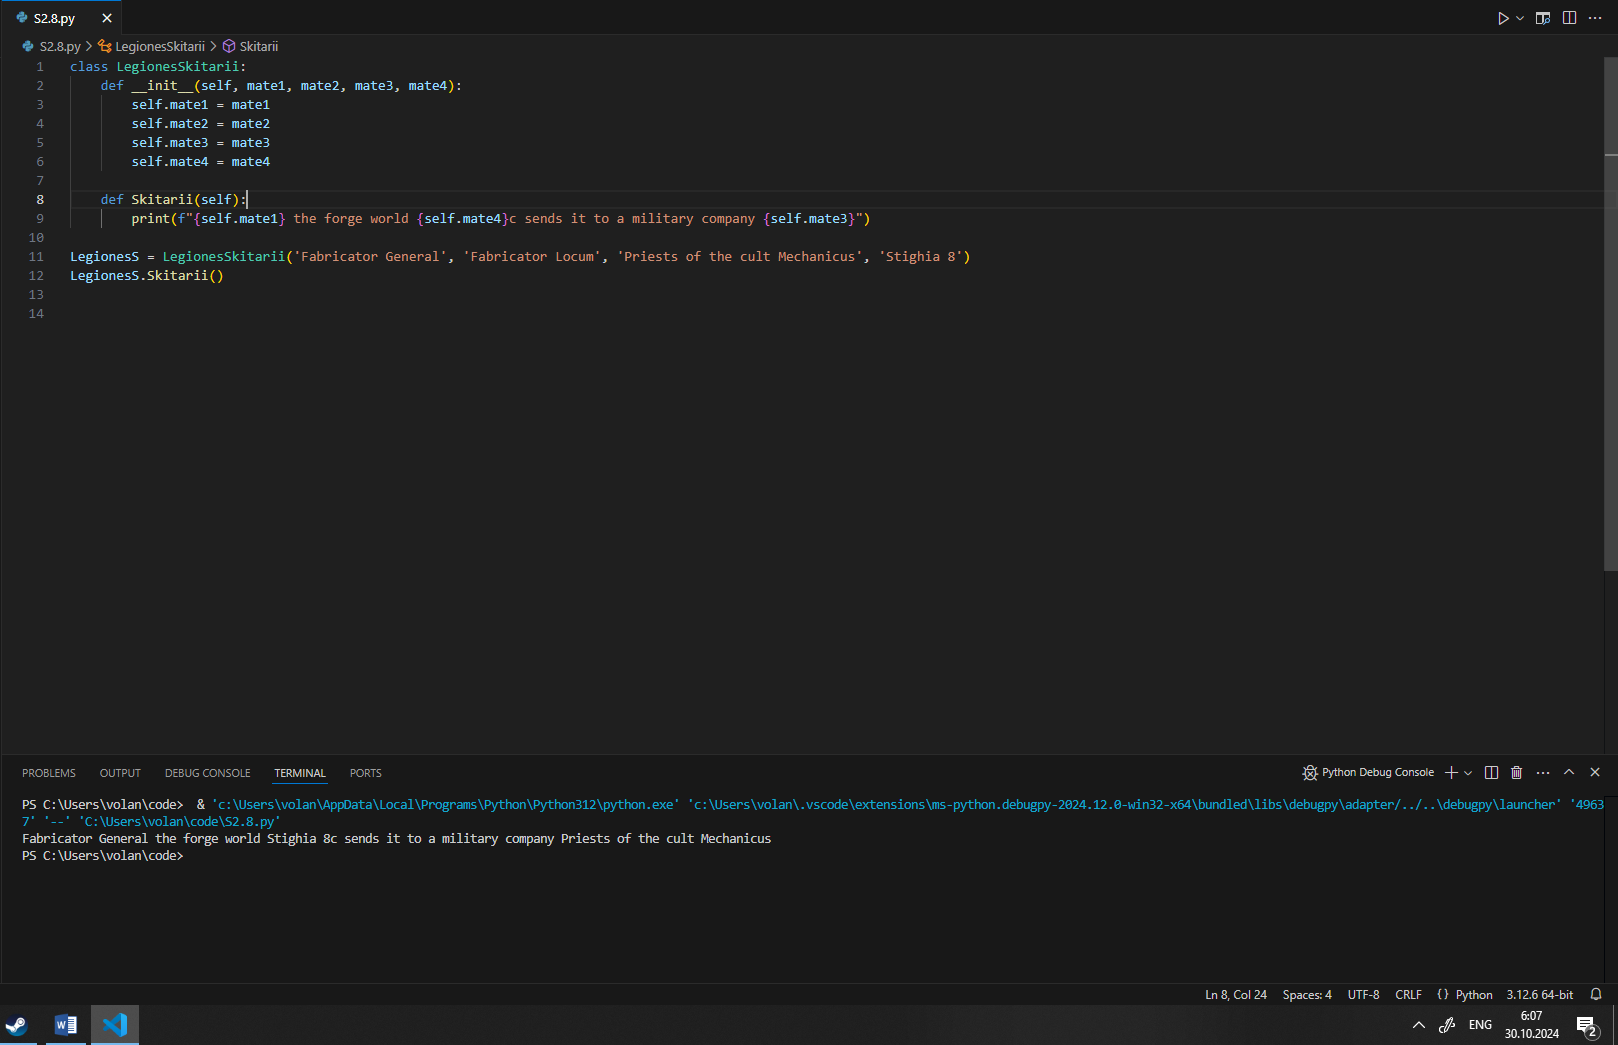 S2.8.py
S2.8.py > LegionesSkitarii > Skitarii
1 class LegionesSkitarii:
2     def __init__(self, mate1, mate2, mate3, mate4):
3         self.mate1 = mate1
4         self.mate2 = mate2
5         self.mate3 = mate3
6         self.mate4 = mate4
7
8     def Skitarii(self):
9         print(f"{self.mate1} the forge world {self.mate4}c sends it to a military company {self.mate3}")
10
11 LegionesS = LegionesSkitarii('Fabricator General', 'Fabricator Locum', 'Priests of the cult Mechanicus', 'Stighia 8')
12 LegionesS.Skitarii()
13
14
PROBLEMS OUTPUT DEBUG CONSOLE TERMINAL PORTS Python Debug Console
PS C:\Users\volan\code>  & 'c:\Users\volan\AppData\Local\Programs\Python\Python312\python.exe' 'c:\Users\volan\.vscode\extensions\ms-python.debugpy-2024.12.0-win32-x64\bundled\libs\debugpy\adapter/../..\debugpy\launcher' '4963
7' '--' 'C:\Users\volan\code\S2.8.py'
Fabricator General the forge world Stighia 8c sends it to a military company Priests of the cult Mechanicus
PS C:\Users\volan\code>
Ln 8, Col 24 Spaces: 4 UTF-8 CRLF {} Python 3.12.6 64-bit
W ENG 6:07
30.10.2024 2